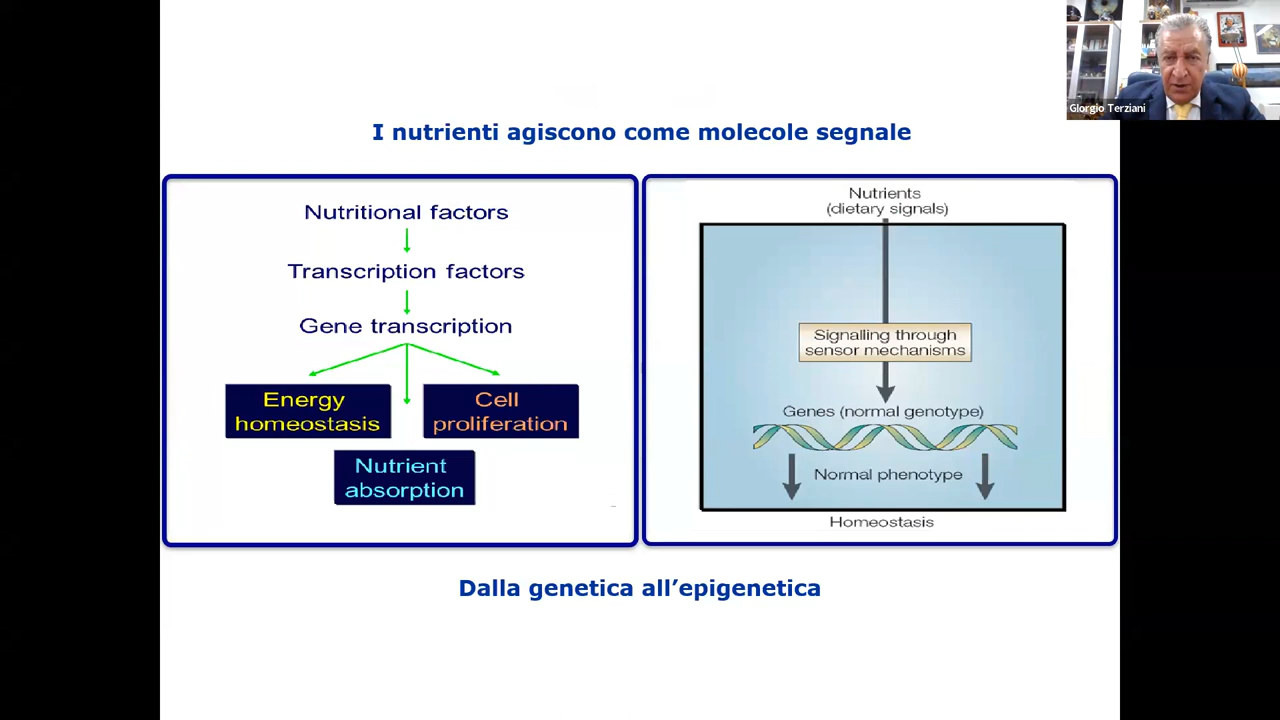 Giorgio Terziani
I nutrienti agiscono come molecole segnale
Nutritional factors
Transcription factors
Gene transcription
Energy
homeostasis
Cell
proliferation
Nutrient
absorption
Nutrients
(dietary signals)
Signalling through
sensor mechanisms
Genes (normal genotype)
Normal phenotype
Homeostasis
Dalla genetica all’epigenetica